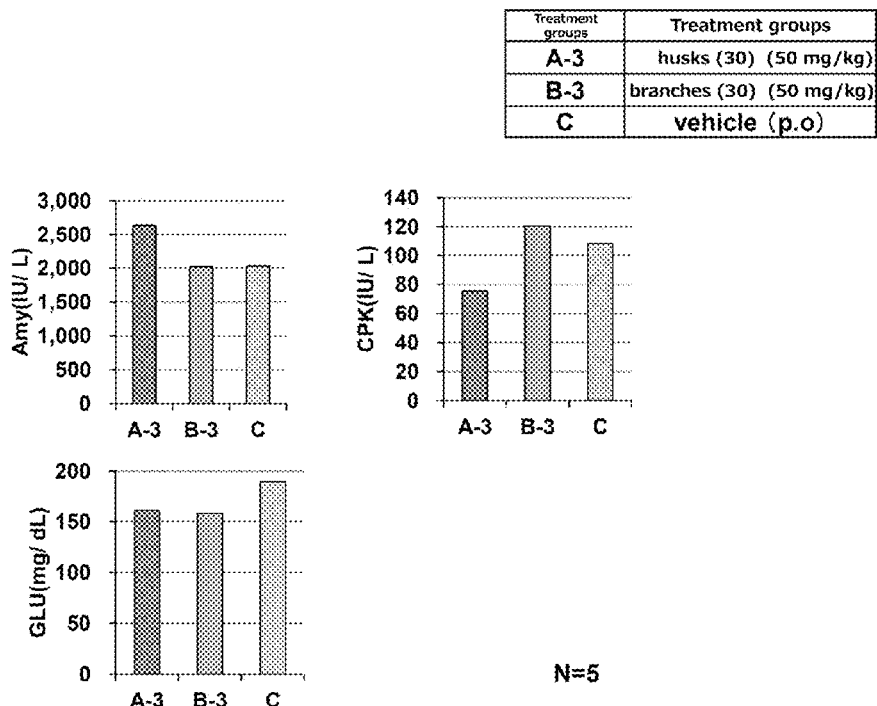 Treatment groups Treatment groups
A-3 husks (30) (50 mg/kg)
B-3 branches (30) (50 mg/kg)
C vehicle (p.o)
Amy(IU/ L)
3,000
2,500
2,000
1,500
1,000
500
0
A-3 B-3 C
CPK(IU/ L)
140
120
100
80
60
40
20
0
A-3 B-3 C
GLU(mg/ dL)
200
150
100
50
0
A-3 B-3 C
N=5